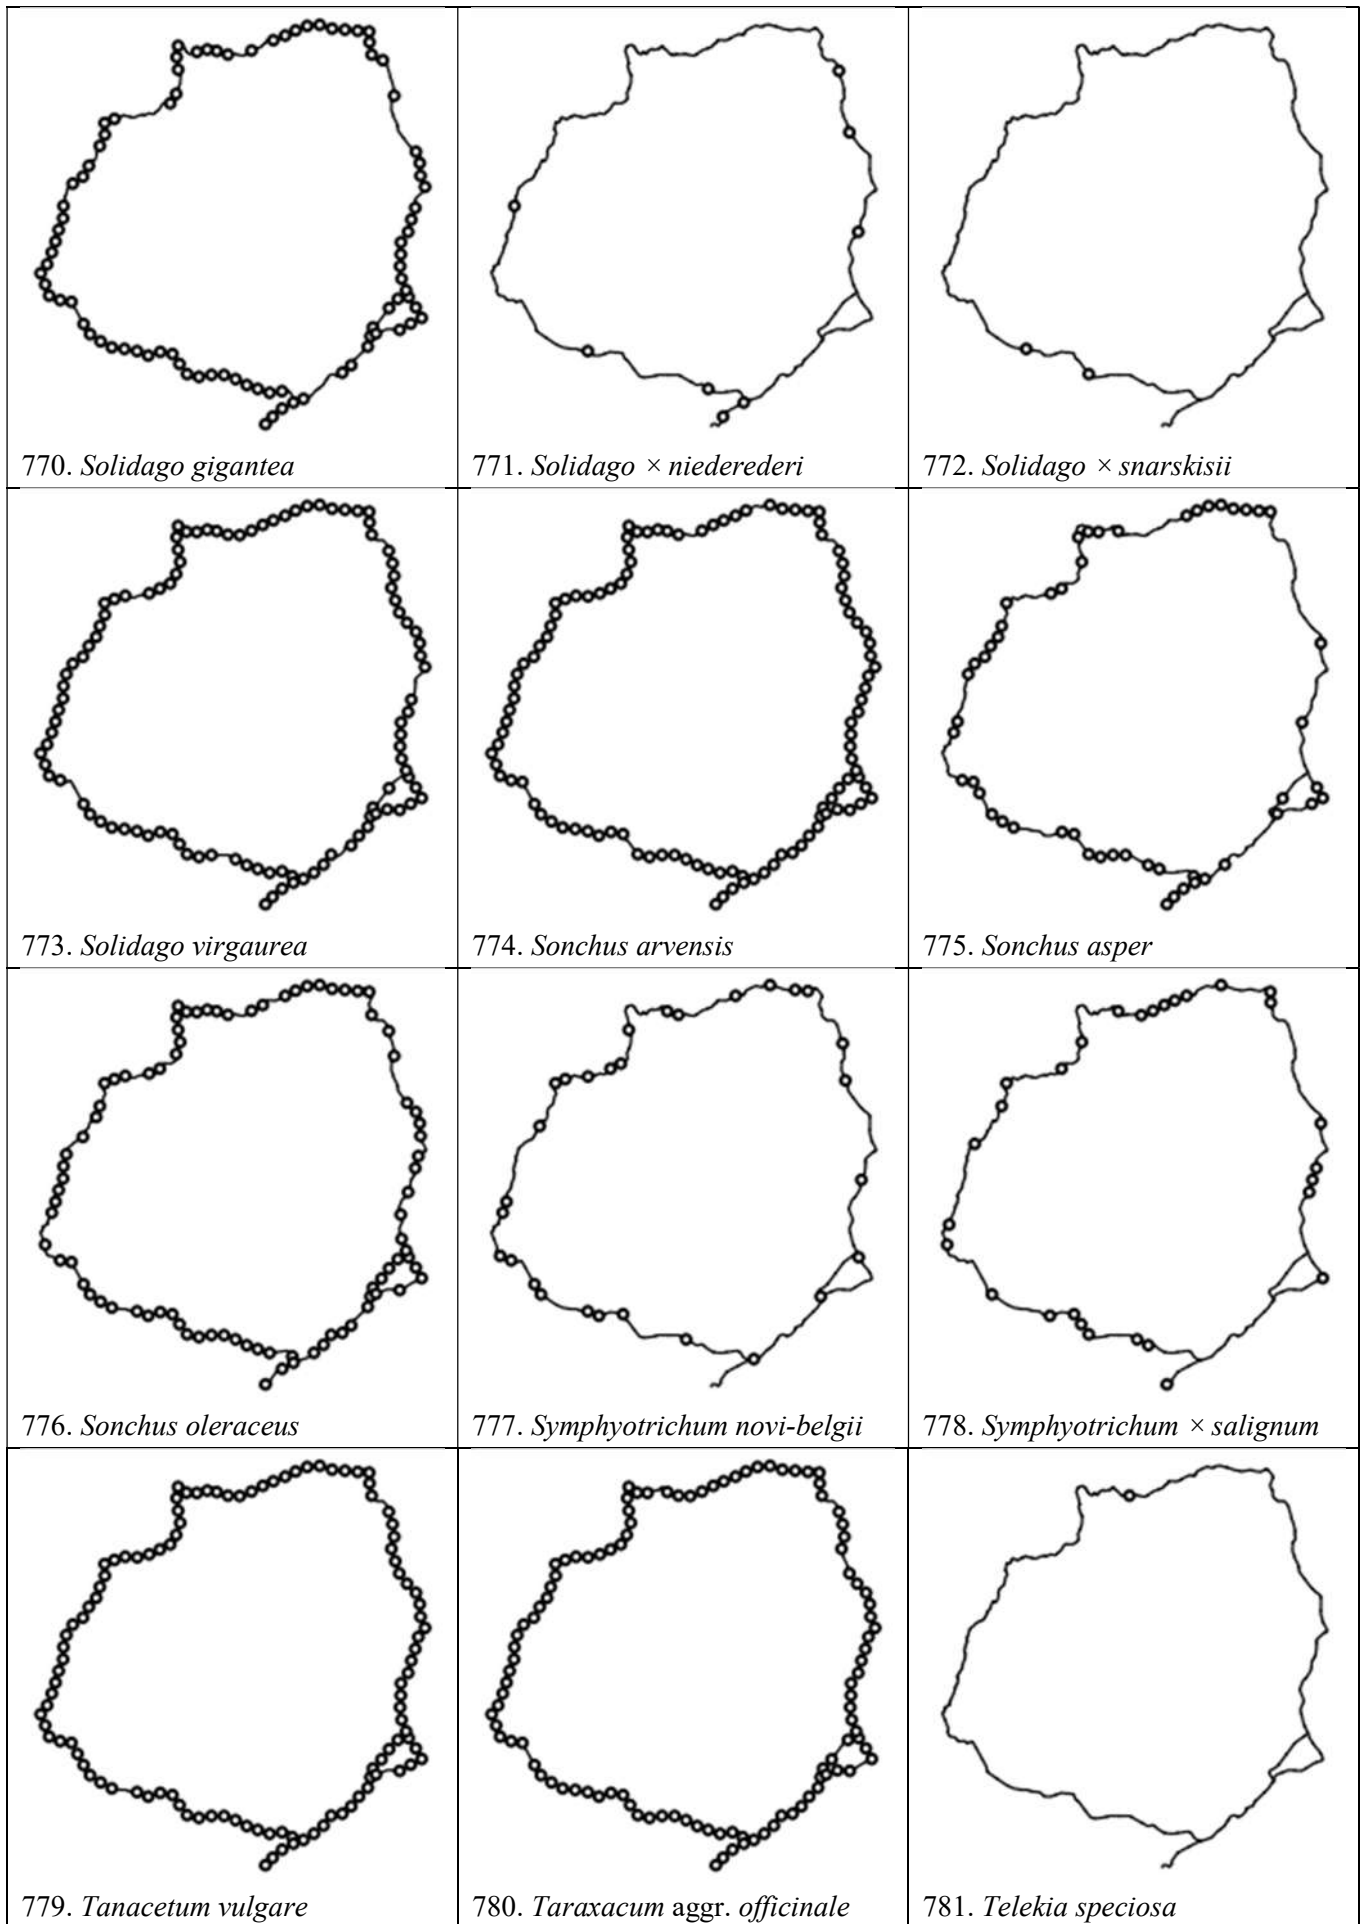 770. Solidago gigantea
771. Solidago × niederederi
772. Solidago × snarskisii
773. Solidago virgaurea
774. Sonchus arvensis
775. Sonchus asper
776. Sonchus oleraceus
777. Symphyotrichum novi-belgii
778. Symphyotrichum × salignum
779. Tanacetum vulgare
780. Taraxacum aggr. officinale
781. Telekia speciosa